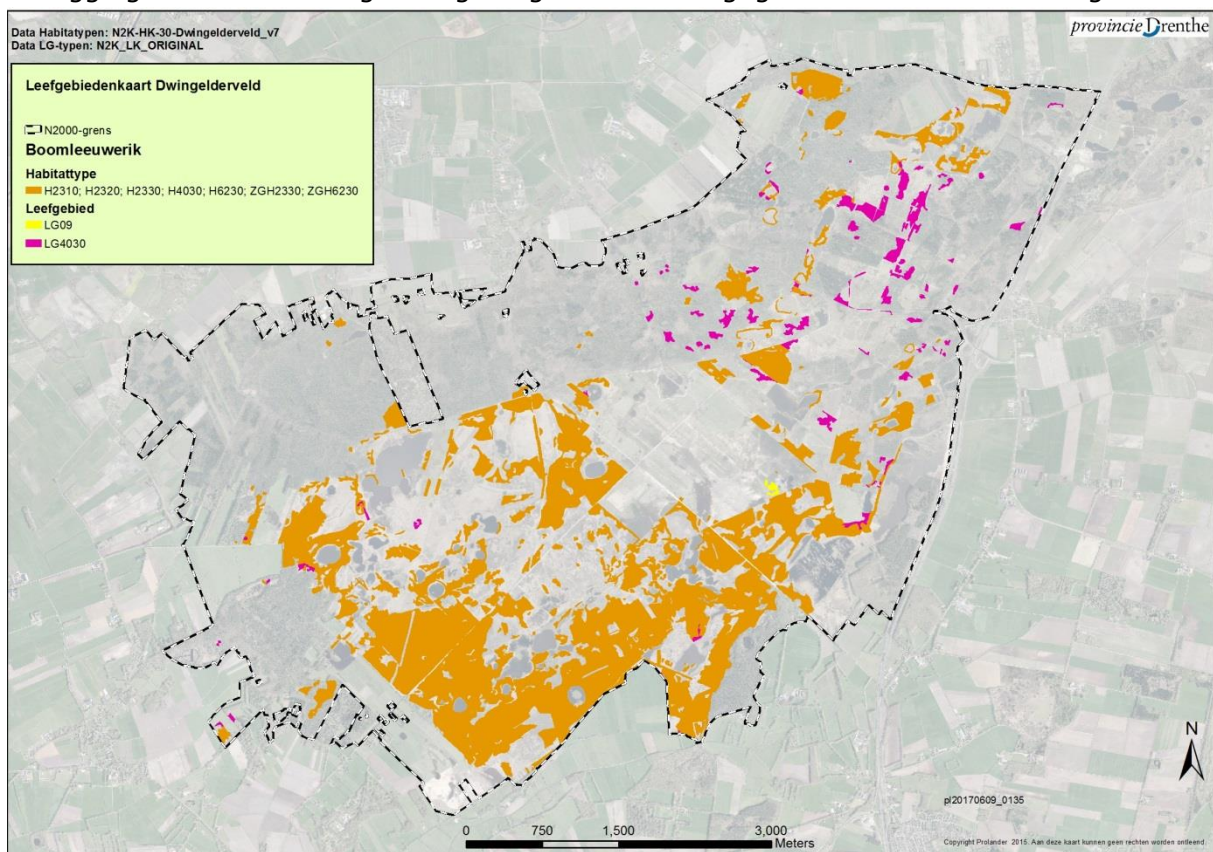 Data Habitatypen: N2K-HK-30-Dwingelderveld_v7
Data LG-typen: N2K_LK_ORIGINAL
provincie Drenthe
Leefgebiedenkaart Dwingelderveld
N2000-grens
Boomleeuwerik
Habitattype
H2310; H2320; H2330; H4030; H6230; ZGH2330; ZGH6230
Leefgebied
LG09
LG4030
N
pl20170609_0135
0 750 1,500 3,000
Meters
Copyright Prolander 2015. Aan deze kaart kunnen geen rechten worden ontleend.